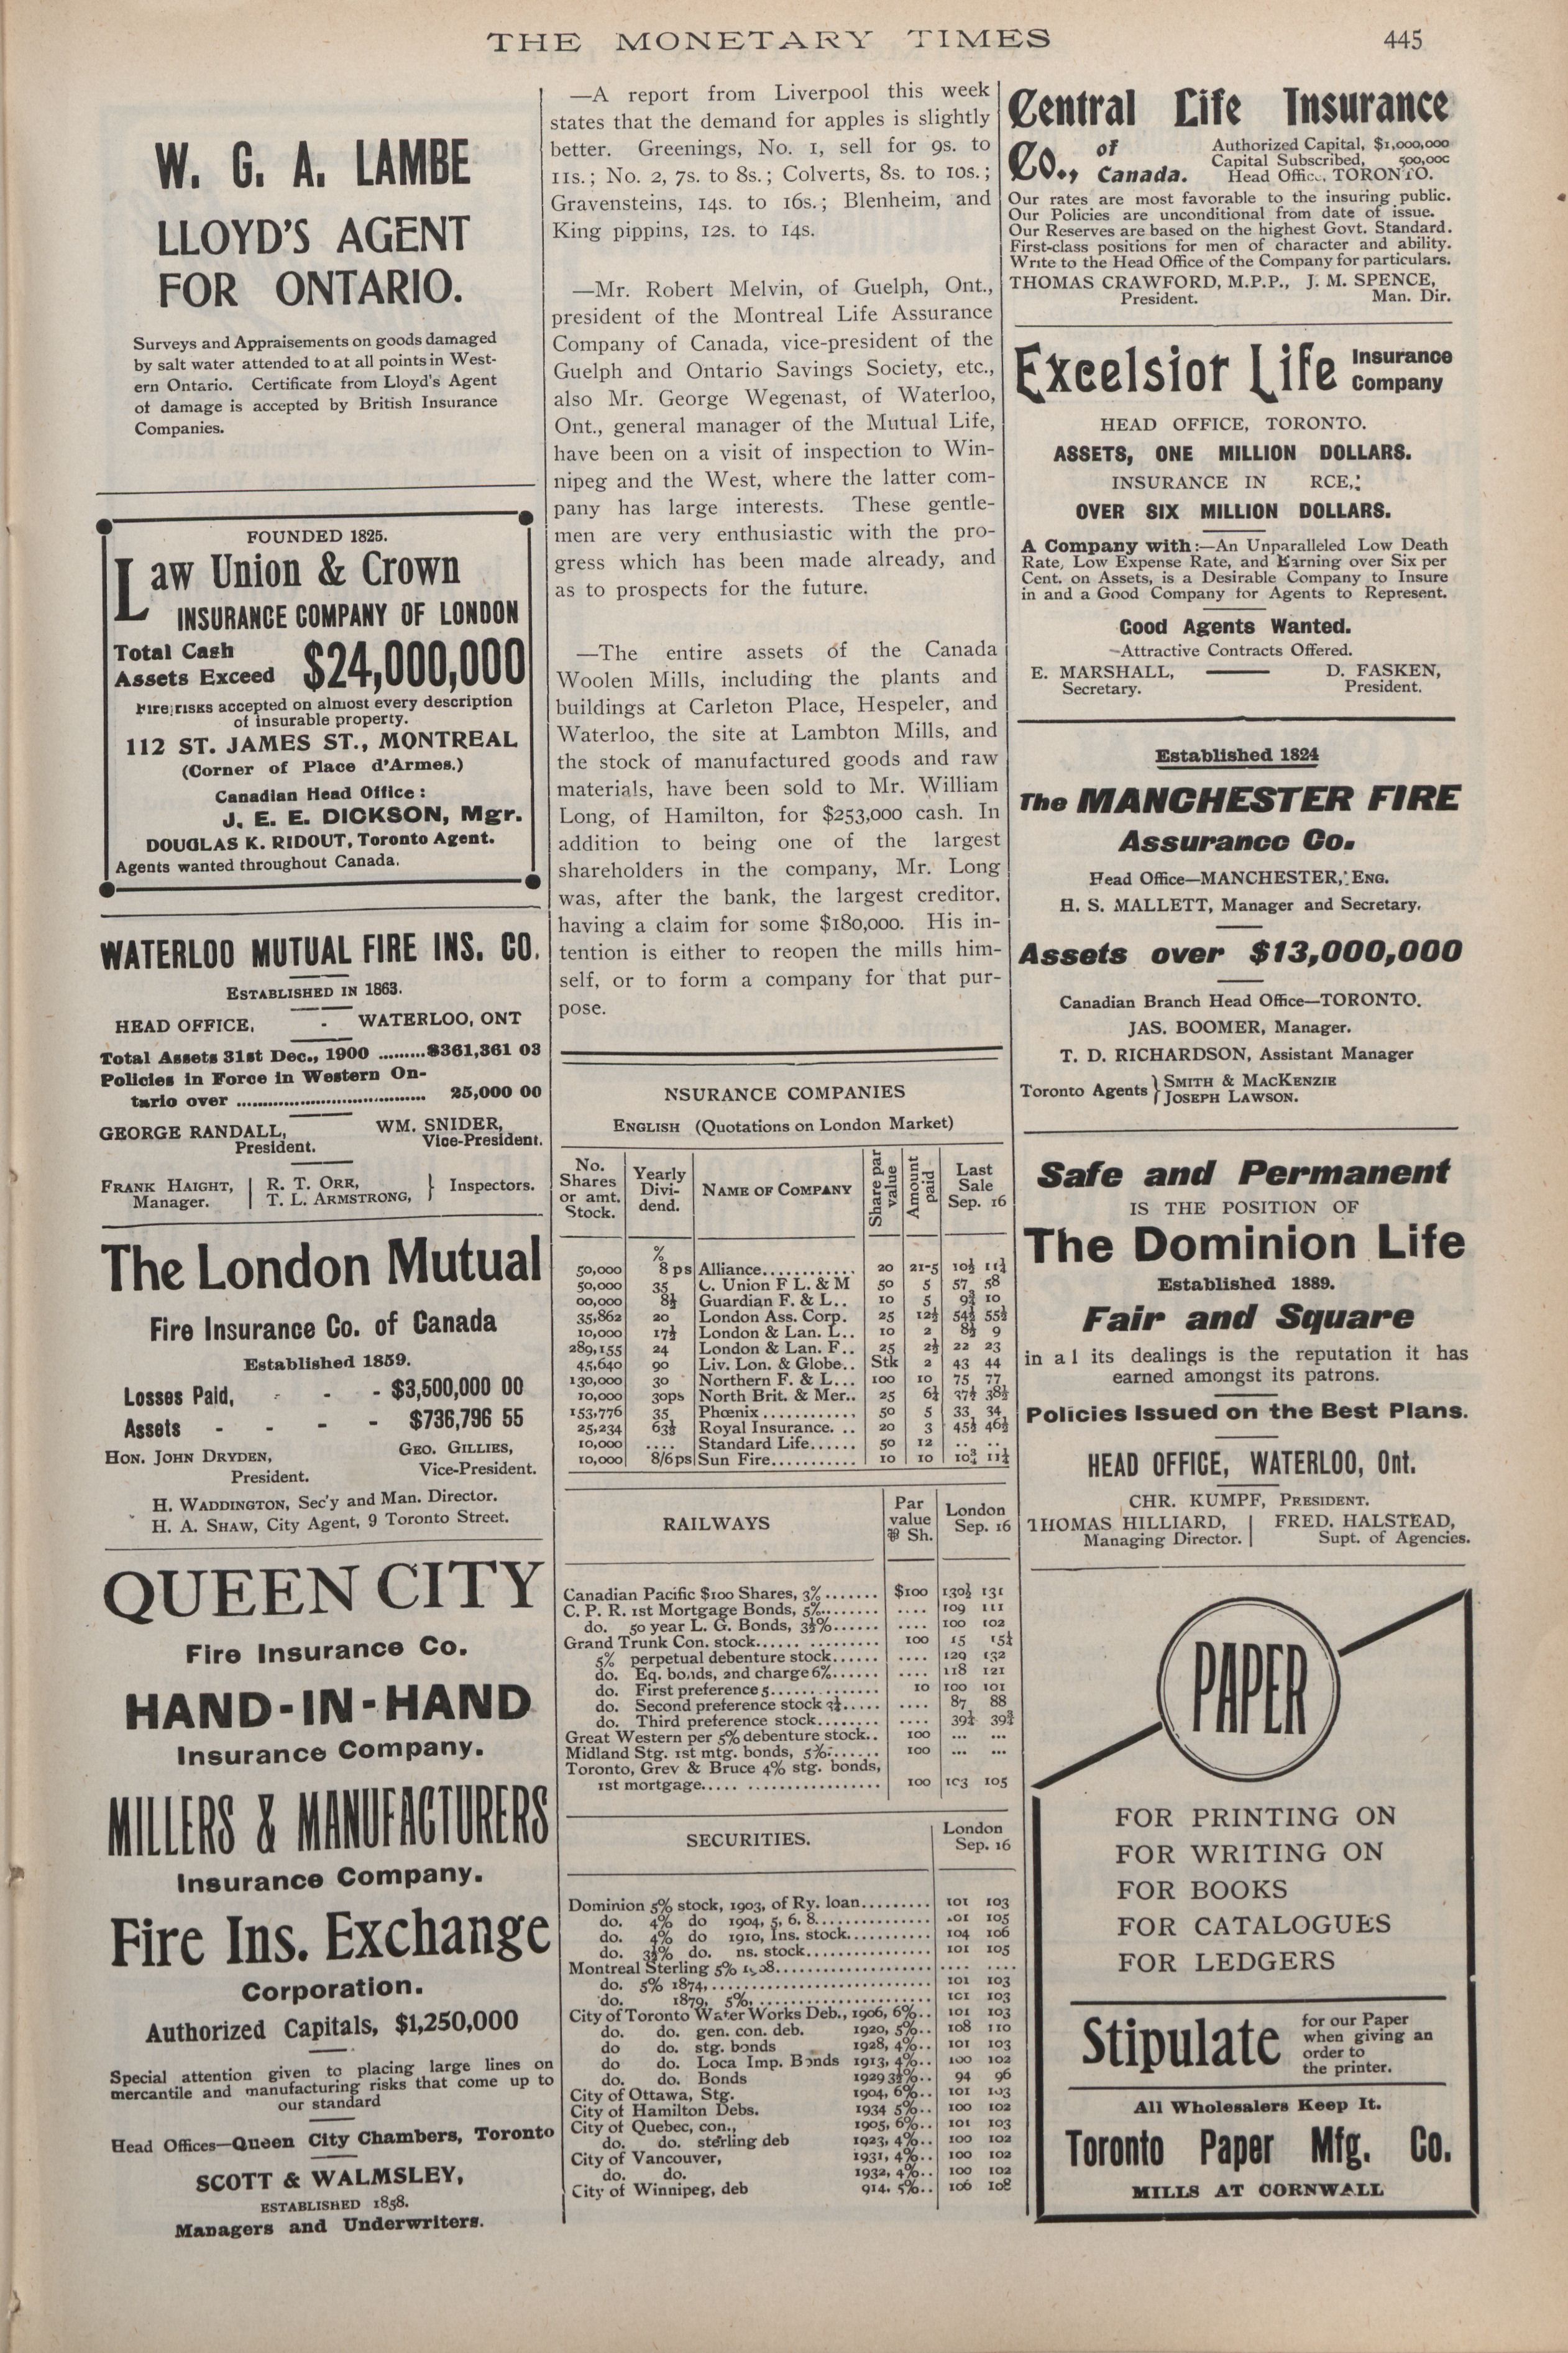 THE MONETARY TIMES 445
W. G. A. LAMBE
LLOYD'S AGENT
FOR ONTARIO.
Surveys and Appraisements on goods damaged
by salt water attended to at all points in West-
ern Ontario. Certificate from Lloyd's Agent
of damage is accepted by British Insurance
Companies.
FOUNDED 1825.
Law Union & Crown
INSURANCE COMPANY OF LONDON
Total Cash
Assets Exceed $24,000,000
Fire risks accepted on almost every description
of insurable property.
112 ST. JAMES ST., MONTREAL
(Corner of Place d'Armes.)
Canadian Head Office:
J. E. E. DICKSON, Mgr.
DOUGLAS K. RIDOUT, Toronto Agent.
Agents wanted throughout Canada.
WATERLOO MUTUAL FIRE INS. CO.
ESTABLISHED IN 1863.
HEAD OFFICE, - WATERLOO, ONT
Total Assets 31st Dec., 1900 .........$361,361 03
Policies in Force in Western On-
tario over .................................. 25,000 00
GEORGE RANDALL, President.
WM. SNIDER, Vice-President.
FRANK HAIGHT, Manager.
R. T. ORR,
T. L. ARMSTRONG, } Inspectors.
The London Mutual
Fire Insurance Co. of Canada
Established 1859.
Losses Paid, - - - $3,500,000 00
Assets - - - - $736,796 55
HON. JOHN DRYDEN, President.
GEO. GILLIES, Vice-President.
H. WADDINGTON, Sec'y and Man. Director.
H. A. SHAW, City Agent, 9 Toronto Street.
QUEEN CITY
Fire Insurance Co.
HAND-IN-HAND
Insurance Company.
MILLERS & MANUFACTURERS
Insurance Company.
Fire Ins. Exchange
Corporation.
Authorized Capitals, $1,250,000
Special attention given to placing large lines on
mercantile and manufacturing risks that come up to
our standard
Head Offices—Queen City Chambers, Toronto
SCOTT & WALMSLEY,
ESTABLISHED 1858.
Managers and Underwriters.
—A report from Liverpool this week
states that the demand for apples is slightly
better. Greenings, No. 1, sell for 9s. to
11s.; No. 2, 7s. to 8s.; Colverts, 8s. to 10s.;
Gravensteins, 14s. to 16s.; Blenheim, and
King pippins, 12s. to 14s.
—Mr. Robert Melvin, of Guelph, Ont.,
president of the Montreal Life Assurance
Company of Canada, vice-president of the
Guelph and Ontario Savings Society, etc.,
also Mr. George Wegenast, of Waterloo,
Ont., general manager of the Mutual Life,
have been on a visit of inspection to Win-
nipeg and the West, where the latter com-
pany has large interests. These gentle-
men are very enthusiastic with the pro-
gress which has been made already, and
as to prospects for the future.
—The entire assets of the Canada
Woolen Mills, including the plants and
buildings at Carleton Place, Hespeler, and
Waterloo, the site at Lambton Mills, and
the stock of manufactured goods and raw
materials, have been sold to Mr. William
Long, of Hamilton, for $253,000 cash. In
addition to being one of the largest
shareholders in the company, Mr. Long
was, after the bank, the largest creditor,
having a claim for some $180,000. His in-
tention is either to reopen the mills him-
self, or to form a company for that pur-
pose.
NSURANCE COMPANIES
ENGLISH (Quotations on London Market)
No. Shares or amt. Stock. | Yearly Divi- dend. | NAME OF COMPANY | Share par value | Amount paid | Last Sale Sep. 16
%
50,000 8 ps Alliance............ 20 21-5 10½ 11¼
50,000 35 C. Union F L. & M 50 5 57 58
00,000 8½ Guardian F. & L.. 10 5 9¾ 10
35,862 20 London Ass. Corp. 25 12½ 54½ 55½
10,000 17½ London & Lan. L.. 10 2 8½ 9
289,155 24 London & Lan. F.. 25 2½ 22 23
45,640 90 Liv. Lon. & Globe.. Stk 2 43 44
130,000 30 Northern F. & L... 100 10 75 77
10,000 30ps North Brit. & Mer.. 25 6¼ 37½ 38½
153,776 35 Phœnix............ 50 5 33 34
25,234 63½ Royal Insurance. .. 20 3 45½ 46½
10,000 .... Standard Life...... 50 12 .. ..
10,000 8/6ps Sun Fire........... 10 10 10¾ 11¼
RAILWAYS | Par value ₱ Sh. | London Sep. 16
Canadian Pacific $100 Shares, 3%....... $100 130½ 131
C. P. R. 1st Mortgage Bonds, 5%........ .... 109 111
do. 50 year L. G. Bonds, 3½%...... .... 100 102
Grand Trunk Con. stock...... ......... 100 15 15¼
5% perpetual debenture stock...... .... 129 132
do. Eq. bonds, 2nd charge 6%...... .... 118 121
do. First preference 5............. 10 100 101
do. Second preference stock 3¼..... .... 87 88
do. Third preference stock........ .... 39¼ 39¾
Great Western per 5% debenture stock.. 100 ... ...
Midland Stg. 1st mtg. bonds, 5%....... 100 ... ...
Toronto, Grey & Bruce 4% stg. bonds,
1st mortgage..... ................. 100 103 105
SECURITIES. | London Sep. 16
Dominion 5% stock, 1903, of Ry. loan......... 101 103
do. 4% do 1904, 5, 6, 8............... 101 105
do. 4% do 1910, Ins. stock........... 104 106
do. 3½% do. ns. stock................ 101 105
Montreal Sterling 5% 1908.................... .... ....
do. 5% 1874,............................. 101 103
do. 1879, 5%, ....................... 101 103
City of Toronto Water Works Deb., 1906, 6%.. 101 103
do. do. gen. con. deb. 1920, 5%.. 108 110
do do. stg. bonds 1928, 4%.. 101 103
do do. Loca Imp. Bonds 1913, 4%.. 100 102
do. do. Bonds 1929 3½%.. 94 96
City of Ottawa, Stg. 1904, 6%.. 101 103
City of Hamilton Debs. 1934 5%.. 100 102
City of Quebec, con., 1905, 6%.. 101 103
do. do. sterling deb 1923, 4%.. 100 102
City of Vancouver, 1931, 4%.. 100 102
do. do. 1932, 4%.. 100 102
City of Winnipeg, deb 914. 5%.. 106 108
Central Life Insurance
Co., of Canada.
Authorized Capital, $1,000,000
Capital Subscribed, 500,000
Head Office, TORONTO.
Our rates are most favorable to the insuring public.
Our Policies are unconditional from date of issue.
Our Reserves are based on the highest Govt. Standard.
First-class positions for men of character and ability.
Write to the Head Office of the Company for particulars.
THOMAS CRAWFORD, M.P.P., President.
J. M. SPENCE, Man. Dir.
Excelsior Life Insurance Company
HEAD OFFICE, TORONTO.
ASSETS, ONE MILLION DOLLARS.
INSURANCE IN RCE,:
OVER SIX MILLION DOLLARS.
A Company with:—An Unparalleled Low Death
Rate, Low Expense Rate, and Earning over Six per
Cent. on Assets, is a Desirable Company to Insure
in and a Good Company for Agents to Represent.
Good Agents Wanted.
Attractive Contracts Offered.
E. MARSHALL, Secretary.
D. FASKEN, President.
Established 1824
The MANCHESTER FIRE
Assurance Co.
Head Office—MANCHESTER, ENG.
H. S. MALLETT, Manager and Secretary.
Assets over $13,000,000
Canadian Branch Head Office—TORONTO.
JAS. BOOMER, Manager.
T. D. RICHARDSON, Assistant Manager
Toronto Agents } SMITH & MACKENZIE
JOSEPH LAWSON.
Safe and Permanent
IS THE POSITION OF
The Dominion Life
Established 1889.
Fair and Square
in a l its dealings is the reputation it has
earned amongst its patrons.
Policies Issued on the Best Plans.
HEAD OFFICE, WATERLOO, Ont.
CHR. KUMPF, PRESIDENT.
THOMAS HILLIARD, Managing Director.
FRED. HALSTEAD, Supt. of Agencies.
PAPER
FOR PRINTING ON
FOR WRITING ON
FOR BOOKS
FOR CATALOGUES
FOR LEDGERS
Stipulate for our Paper
when giving an
order to
the printer.
All Wholesalers Keep It.
Toronto Paper Mfg. Co.
MILLS AT CORNWALL